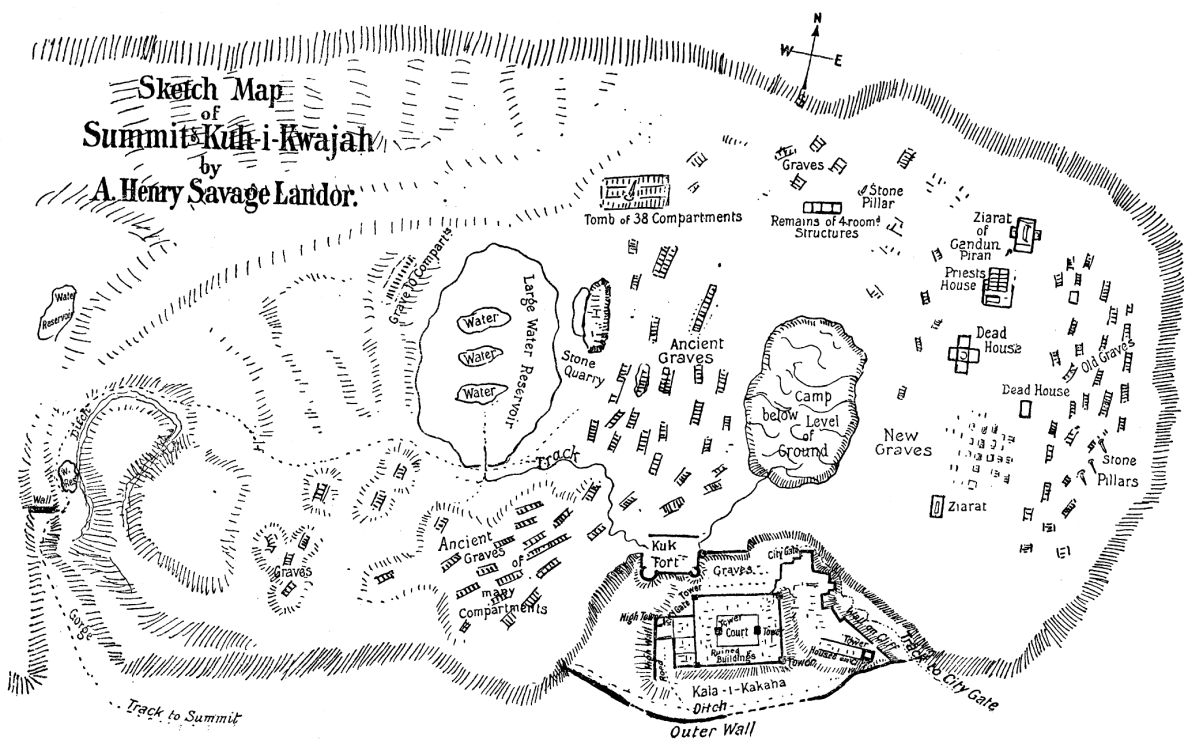 Sketch Map
of
Summit of Kuh-i-Kwajah
by
A. Henry Savage Landor.
N
W
E
S
Graves
Stone
Pillar
Tomb of 38 Compartments
Remains of 4 roomd
Structures
Ziarat
of
Gandun
Piran
Priests
House
Grave 70 Comparts
Water
Reservoir
Large Water Reservoir
Water
Water
Water
Stone
Quarry
Ancient
Graves
Dead
House
Old Graves
Dead House
Camp
below Level
of
Ground
New
Graves
Stone
Pillars
Ziarat
Ditch
W.
Res.
Wall
Track
Graves
Ancient
Graves
of
many
Compartments
Kuk
Fort
City Gate
Graves
Tower
Gate
High Tower
High Wall
Road
Tower
Court
Tower
Ruined
Buildings
Tower
Wall on Cliff
Tower
Track to City Gate
Kala-i-Kakaha
Ditch
Outer Wall
Gorge
Track to Summit